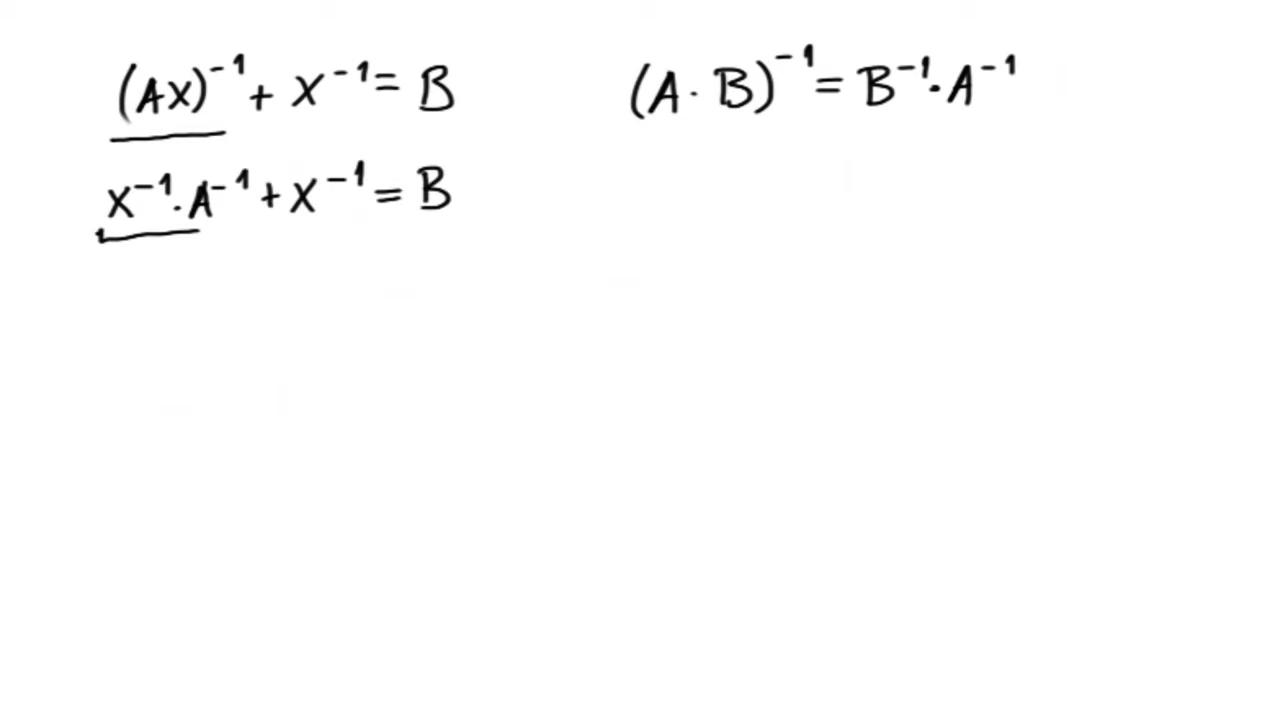 (AX)⁻¹ + X⁻¹ = B
(A · B)⁻¹ = B⁻¹ · A⁻¹
X⁻¹ · A⁻¹ + X⁻¹ = B